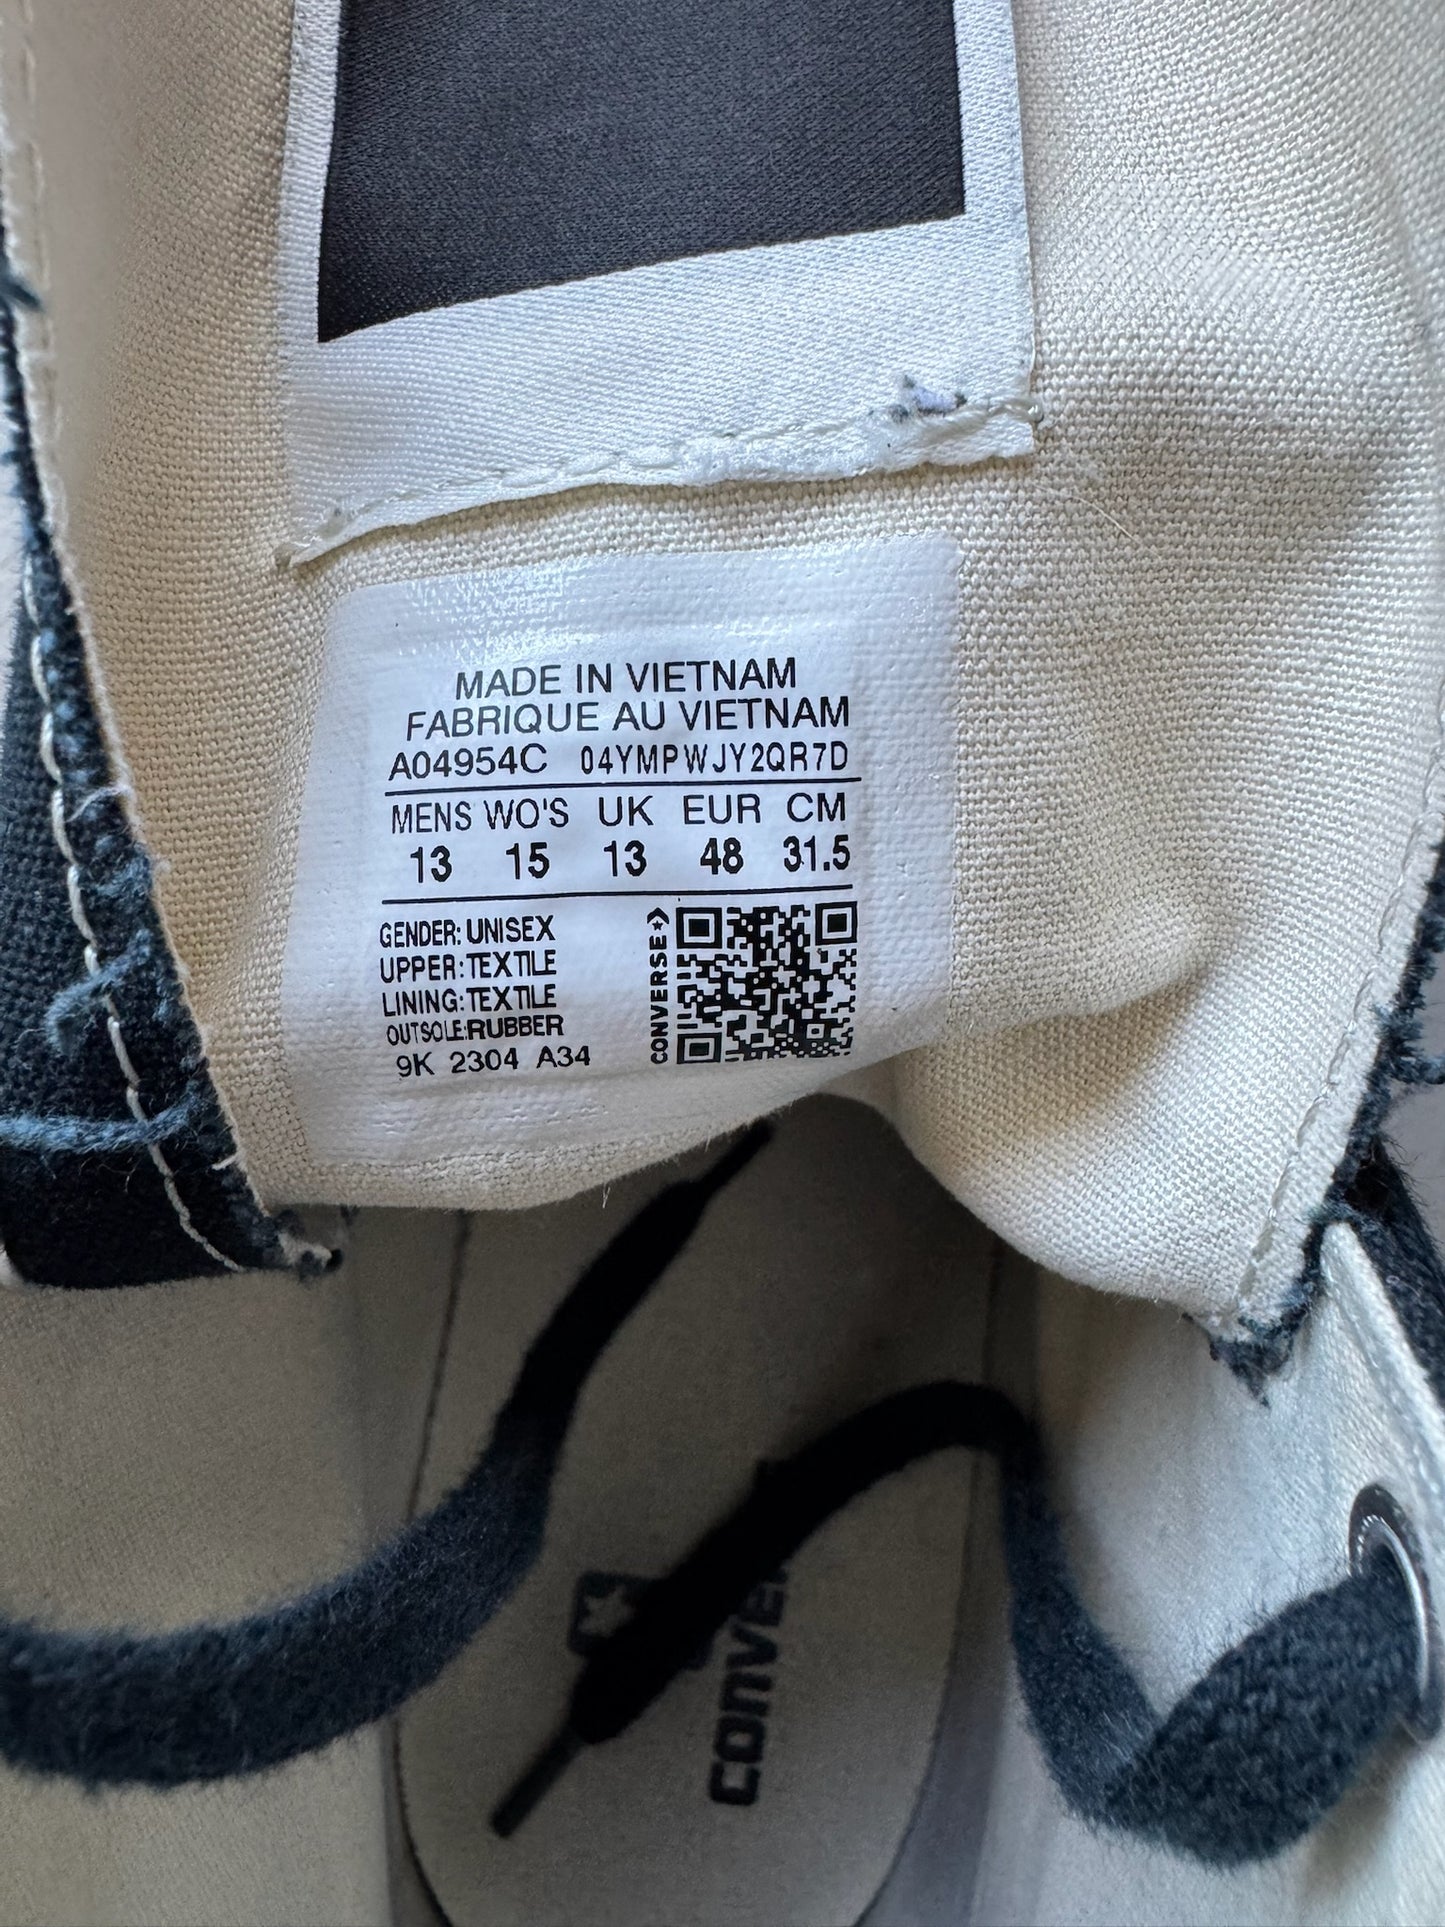 MADE IN VIETNAM
FABRIQUE AU VIETNAM
A04954C 04YMPWJY2QR7D
MENS WO'S UK EUR CM
13 15 13 48 31.5
GENDER: UNISEX
UPPER: TEXTILE
LINING: TEXTILE
OUTSOLE: RUBBER
9K 2304 A34
CONVERSE